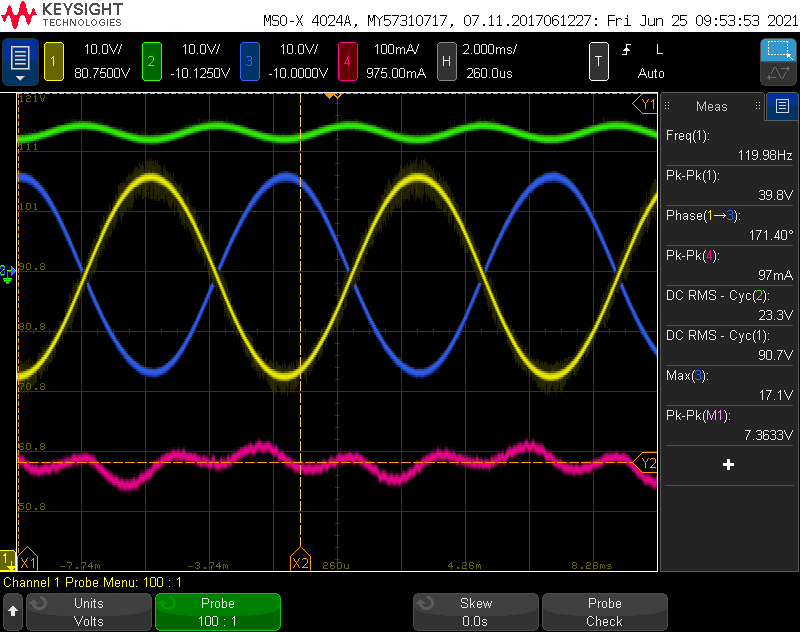 KEYSIGHT
TECHNOLOGIES
MSO-X 4024A, MY57310717, 07.11.2017061227: Fri Jun 25 09:53:53 2021
1 10.0V/ 2 10.0V/ 3 10.0V/ 4 100mA/ H 2.000ms/ T L
80.7500V -10.1250V -10.0000V 975.00mA 260.0us Auto
121V
Y1
111
101
90.8
80.8
70.8
60.8
Y2
50.8
1 X1 -7.74m -3.74m X2 260u 4.26m 8.26ms
Meas
Freq(1):
119.98Hz
Pk-Pk(1):
39.8V
Phase(1→3):
171.40°
Pk-Pk(4):
97mA
DC RMS - Cyc(2):
23.3V
DC RMS - Cyc(1):
90.7V
Max(3):
17.1V
Pk-Pk(M1):
7.3633V
Channel 1 Probe Menu: 100 : 1
Units
Volts
Probe
100 : 1
Skew
0.0s
Probe
Check